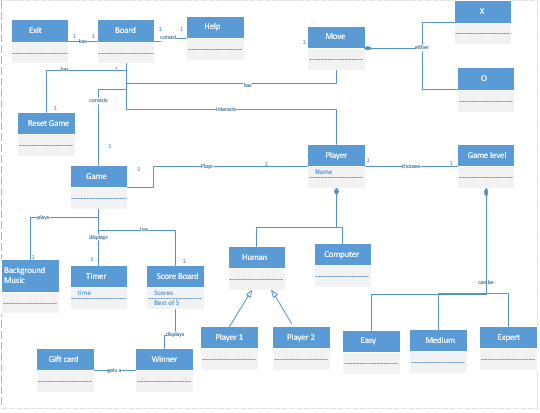 X
Exit
1
1
Board
1
1
Help
Move
has
consist
1
either
has
1
has
O
consists
1
Interacts
Reset Game
1
Player
Name
1
1
Game level
Game
1
Plays
2
chooses
plays
has
displays
1
1
1
Background
Music
Timer
time
Score Board
Scores
Best of 5
Human
Computer
can be
displays
Player 1
Player 2
Easy
Medium
Expert
Gift card
gets a
Winner